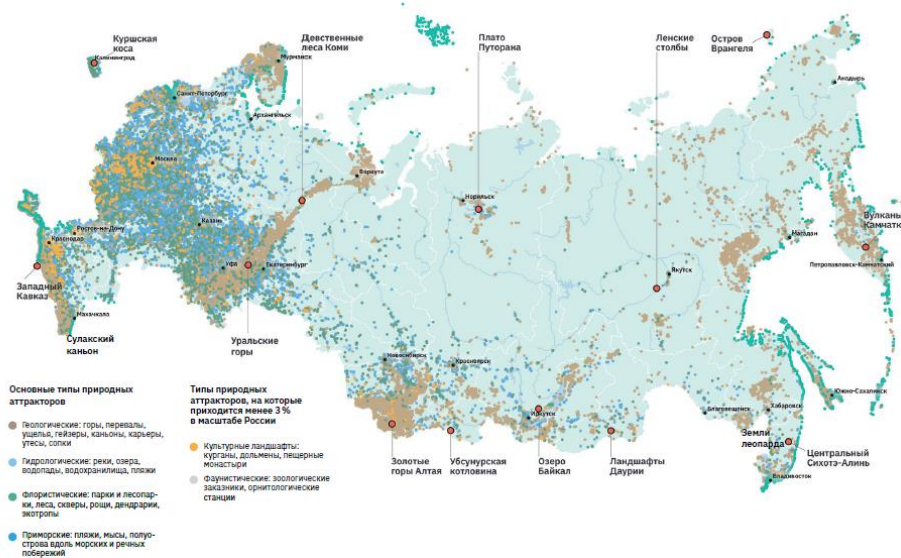 Куршская
коса
Калининград
Девственные
леса Коми
Плато
Путорана
Ленские
столбы
Остров
Врангеля
Мурманск
Санкт-Петербург
Архангельск
Анадырь
Москва
Воркута
Норильск
Казань
Ростов-на-Дону
Краснодар
Вулканы
Камчатки
Магадан
Якутск
Петропавловск-Камчатский
Уфа
Екатеринбург
Западный
Кавказ
Махачкала
Сулакский
каньон
Уральские
горы
Новосибирск
Красноярск
Иркутск
Благовещенск
Хабаровск
Южно-Сахалинск
Земли
леопарда
Центральный
Сихотэ-Алинь
Владивосток
Золотые
горы Алтая
Убсунурская
котловина
Озеро
Байкал
Ландшафты
Даурии
Основные типы природных
аттракторов
Геологические: горы, перевалы,
ущелья, гейзеры, каньоны, карьеры,
утесы, сопки
Гидрологические: реки, озера,
водопады, водохранилища, пляжи
Флористические: парки и лесопар-
ки, леса, скверы, рощи, дендрарии,
экотропы
Приморские: пляжи, мысы, полуо-
строва вдоль морских и речных
побережий
Типы природных
аттракторов, на которые
приходится менее 3 %
в масштабе России
Культурные ландшафты:
курганы, дольмены, пещерные
монастыри
Фаунистические: зоологические
заказники, орнитологические
станции